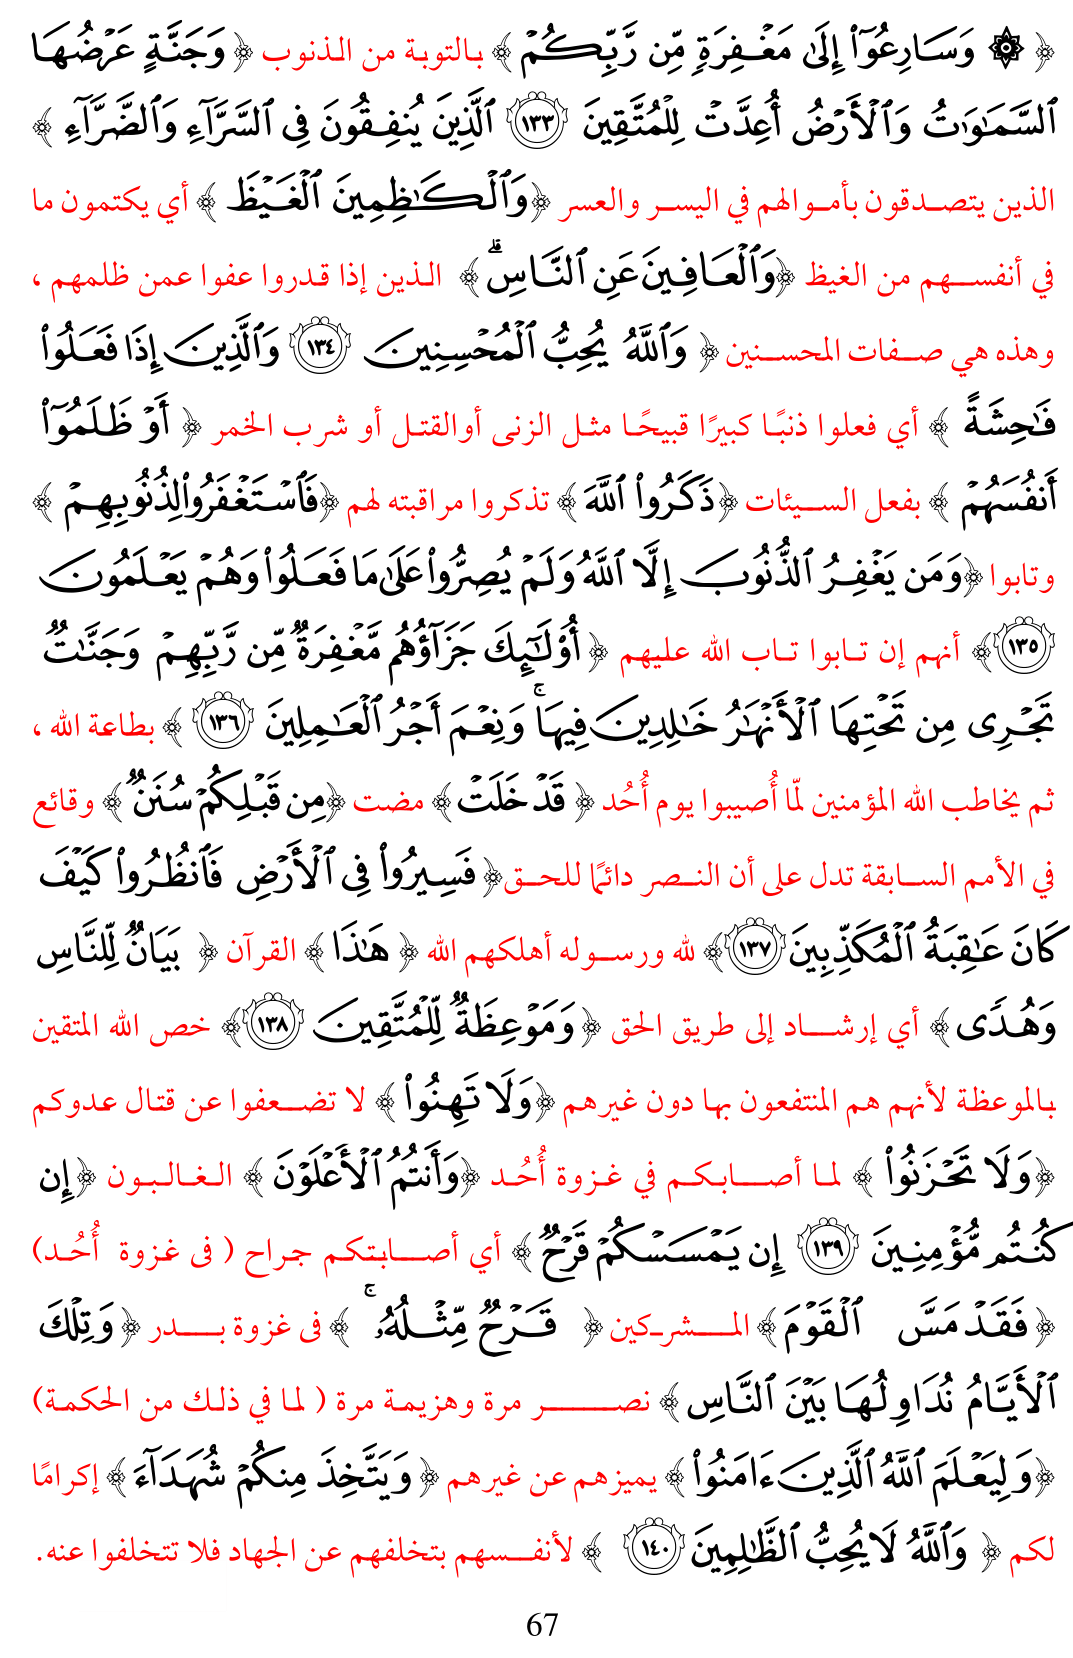 ﴿ ۞ وَسَارِعُوٓا۟ إِلَىٰ مَغْفِرَةٍ مِّن رَّبِّكُمْ ﴾ بالتوبة من الذنوب ﴿ وَجَنَّةٍ عَرْضُهَا
ٱلسَّمَـٰوَٰتُ وَٱلْأَرْضُ أُعِدَّتْ لِلْمُتَّقِينَ ١٣٣ ٱلَّذِينَ يُنفِقُونَ فِى ٱلسَّرَّآءِ وَٱلضَّرَّآءِ ﴾
الذين يتصدقون بأموالهم في اليسر والعسر ﴿وَٱلْكَـٰظِمِينَ ٱلْغَيْظَ ﴾ أي يكتمون ما
في أنفسهم من الغيظ ﴿وَٱلْعَافِينَ عَنِ ٱلنَّاسِ ۗ﴾ الذين إذا قدروا عفوا عمن ظلمهم ،
وهذه هي صفات المحسنين ﴿ وَٱللَّهُ يُحِبُّ ٱلْمُحْسِنِينَ ١٣٤ وَٱلَّذِينَ إِذَا فَعَلُوا۟
فَـٰحِشَةً ﴾ أي فعلوا ذنبًا كبيرًا قبيحًا مثل الزنى أوالقتل أو شرب الخمر ﴿ أَوْ ظَلَمُوٓا۟
أَنفُسَهُمْ ﴾ بفعل السيئات ﴿ذَكَرُوا۟ ٱللَّهَ ﴾ تذكروا مراقبته لهم ﴿فَٱسْتَغْفَرُوا۟ لِذُنُوبِهِمْ ﴾
وتابوا ﴿وَمَن يَغْفِرُ ٱلذُّنُوبَ إِلَّا ٱللَّهُ وَلَمْ يُصِرُّوا۟ عَلَىٰ مَا فَعَلُوا۟ وَهُمْ يَعْلَمُونَ
١٣٥﴾ أنهم إن تابوا تاب الله عليهم ﴿ أُو۟لَـٰٓئِكَ جَزَآؤُهُم مَّغْفِرَةٌ مِّن رَّبِّهِمْ وَجَنَّـٰتٌ
تَجْرِى مِن تَحْتِهَا ٱلْأَنْهَـٰرُ خَـٰلِدِينَ فِيهَا ۚ وَنِعْمَ أَجْرُ ٱلْعَـٰمِلِينَ ١٣٦ ﴾ بطاعة الله ،
ثم يخاطب الله المؤمنين لمّا أُصيبوا يوم أُحُد ﴿ قَدْ خَلَتْ ﴾ مضت ﴿مِن قَبْلِكُمْ سُنَنٌ ﴾ وقائع
في الأمم السابقة تدل على أن النصر دائمًا للحق﴿ فَسِيرُوا۟ فِى ٱلْأَرْضِ فَٱنظُرُوا۟ كَيْفَ
كَانَ عَـٰقِبَةُ ٱلْمُكَذِّبِينَ ١٣٧﴾ لله ورسوله أهلكهم الله ﴿ هَـٰذَا ﴾ القرآن ﴿ بَيَانٌ لِّلنَّاسِ
وَهُدًى ﴾ أي إرشاد إلى طريق الحق ﴿ وَمَوْعِظَةٌ لِّلْمُتَّقِينَ ١٣٨﴾ خص الله المتقين
بالموعظة لأنهم هم المنتفعون بها دون غيرهم ﴿وَلَا تَهِنُوا۟ ﴾ لا تضعفوا عن قتال عمدوكم
﴿وَلَا تَحْزَنُوا۟ ﴾ لما أصابكم في غزوة أُحُد ﴿وَأَنتُمُ ٱلْأَعْلَوْنَ ﴾ الغالبون ﴿إِن
كُنتُم مُّؤْمِنِينَ ١٣٩ إِن يَمْسَسْكُمْ قَرْحٌ ﴾ أي أصابتكم جراح ( فى غزوة أُحُد)
﴿ فَقَدْ مَسَّ ٱلْقَوْمَ ﴾ المشركين ﴿ قَرْحٌ مِّثْلُهُۥ ۚ ﴾ فى غزوة بدر ﴿ وَتِلْكَ
ٱلْأَيَّامُ نُدَاوِلُهَا بَيْنَ ٱلنَّاسِ ﴾ نصر مرة وهزيمة مرة ( لما في ذلك من الحكمة)
﴿وَلِيَعْلَمَ ٱللَّهُ ٱلَّذِينَ ءَامَنُوا۟ ﴾ يميزهم عن غيرهم ﴿ وَيَتَّخِذَ مِنكُمْ شُهَدَآءَ ﴾ إكرامًا
لكم ﴿ وَٱللَّهُ لَا يُحِبُّ ٱلظَّـٰلِمِينَ ١٤٠ ﴾ لأنفسهم بتخلفهم عن الجهاد فلا تتخلفوا عنه.
67